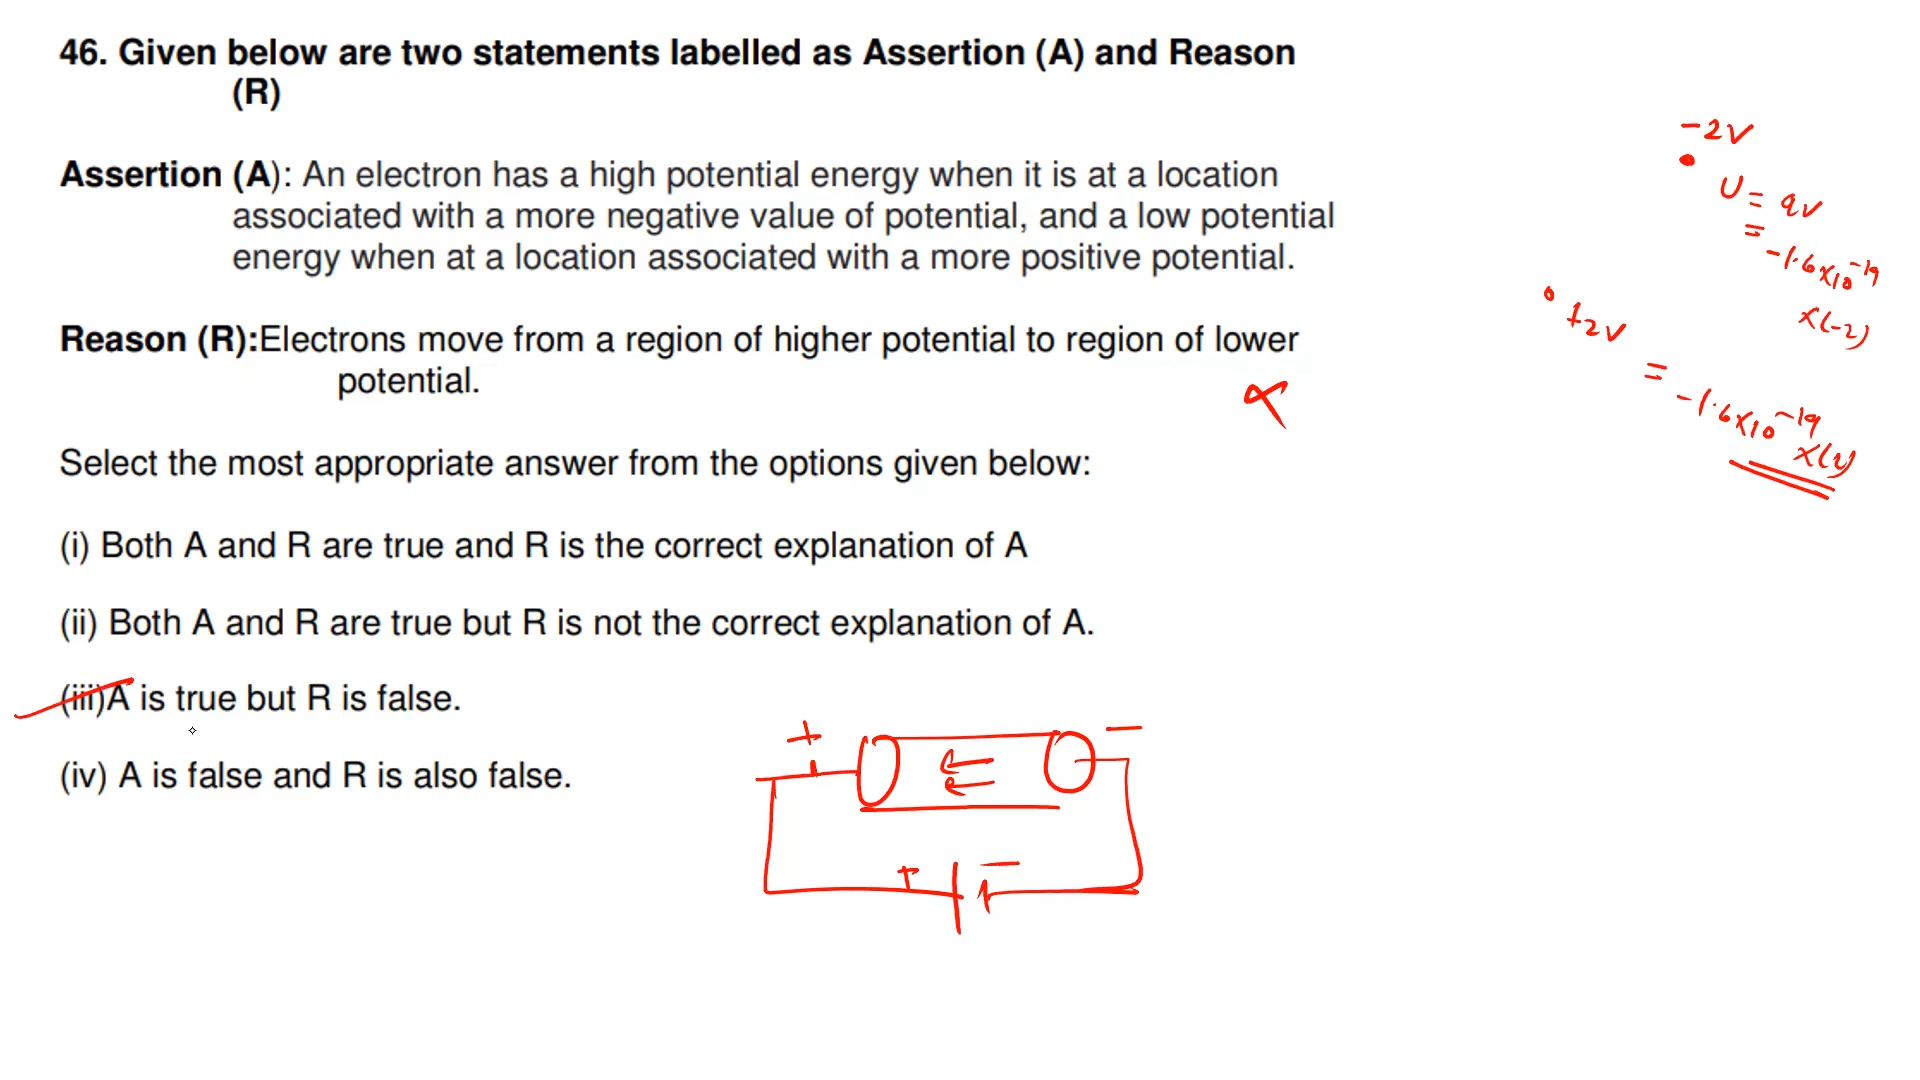 46. Given below are two statements labelled as Assertion (A) and Reason
(R)
Assertion (A): An electron has a high potential energy when it is at a location
associated with a more negative value of potential, and a low potential
energy when at a location associated with a more positive potential.
Reason (R):Electrons move from a region of higher potential to region of lower
potential.
Select the most appropriate answer from the options given below:
(i) Both A and R are true and R is the correct explanation of A
(ii) Both A and R are true but R is not the correct explanation of A.
(iii)A is true but R is false.
(iv) A is false and R is also false.
-2V
U = qV
=
-1.6×10⁻¹⁹
×(-2)
+2V
=
-1.6×10⁻¹⁹
×(2)
+ −
+ −